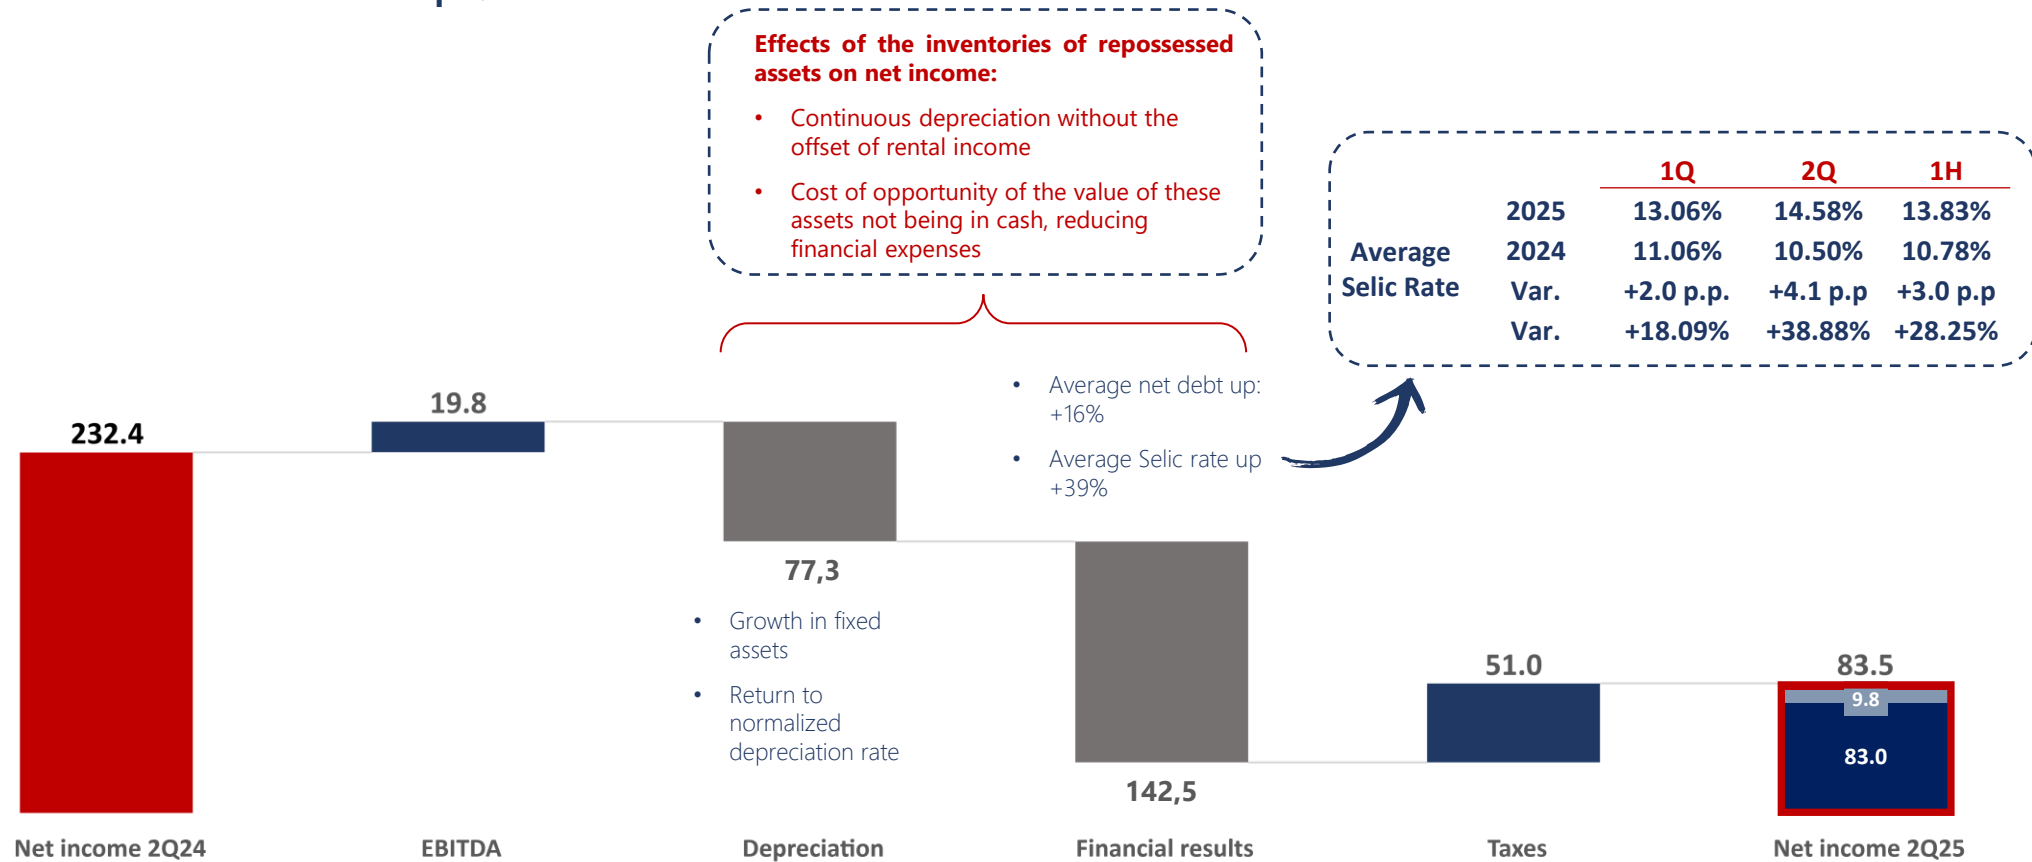 Effects of the inventories of repossessed
assets on net income:
• Continuous depreciation without the
offset of rental income
• Cost of opportunity of the value of these
assets not being in cash, reducing
financial expenses
1Q 2Q 1H
2025 13.06% 14.58% 13.83%
Average Selic Rate
2024 11.06% 10.50% 10.78%
Var. +2.0 p.p. +4.1 p.p +3.0 p.p
Var. +18.09% +38.88% +28.25%
• Average net debt up:
+16%
• Average Selic rate up
+39%
232.4
19.8
77,3
• Growth in fixed
assets
• Return to
normalized
depreciation rate
142,5
51.0
83.5
9.8
83.0
Net income 2Q24
EBITDA
Depreciation
Financial results
Taxes
Net income 2Q25